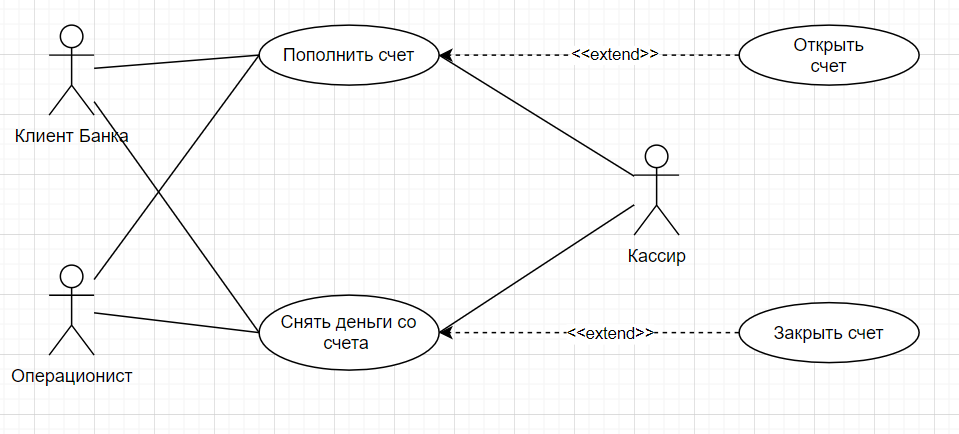 Пополнить счет
<<extend>>
Открыть
счет
Клиент Банка
Кассир
Снять деньги со
счета
<<extend>>
Закрыть счет
Операционист